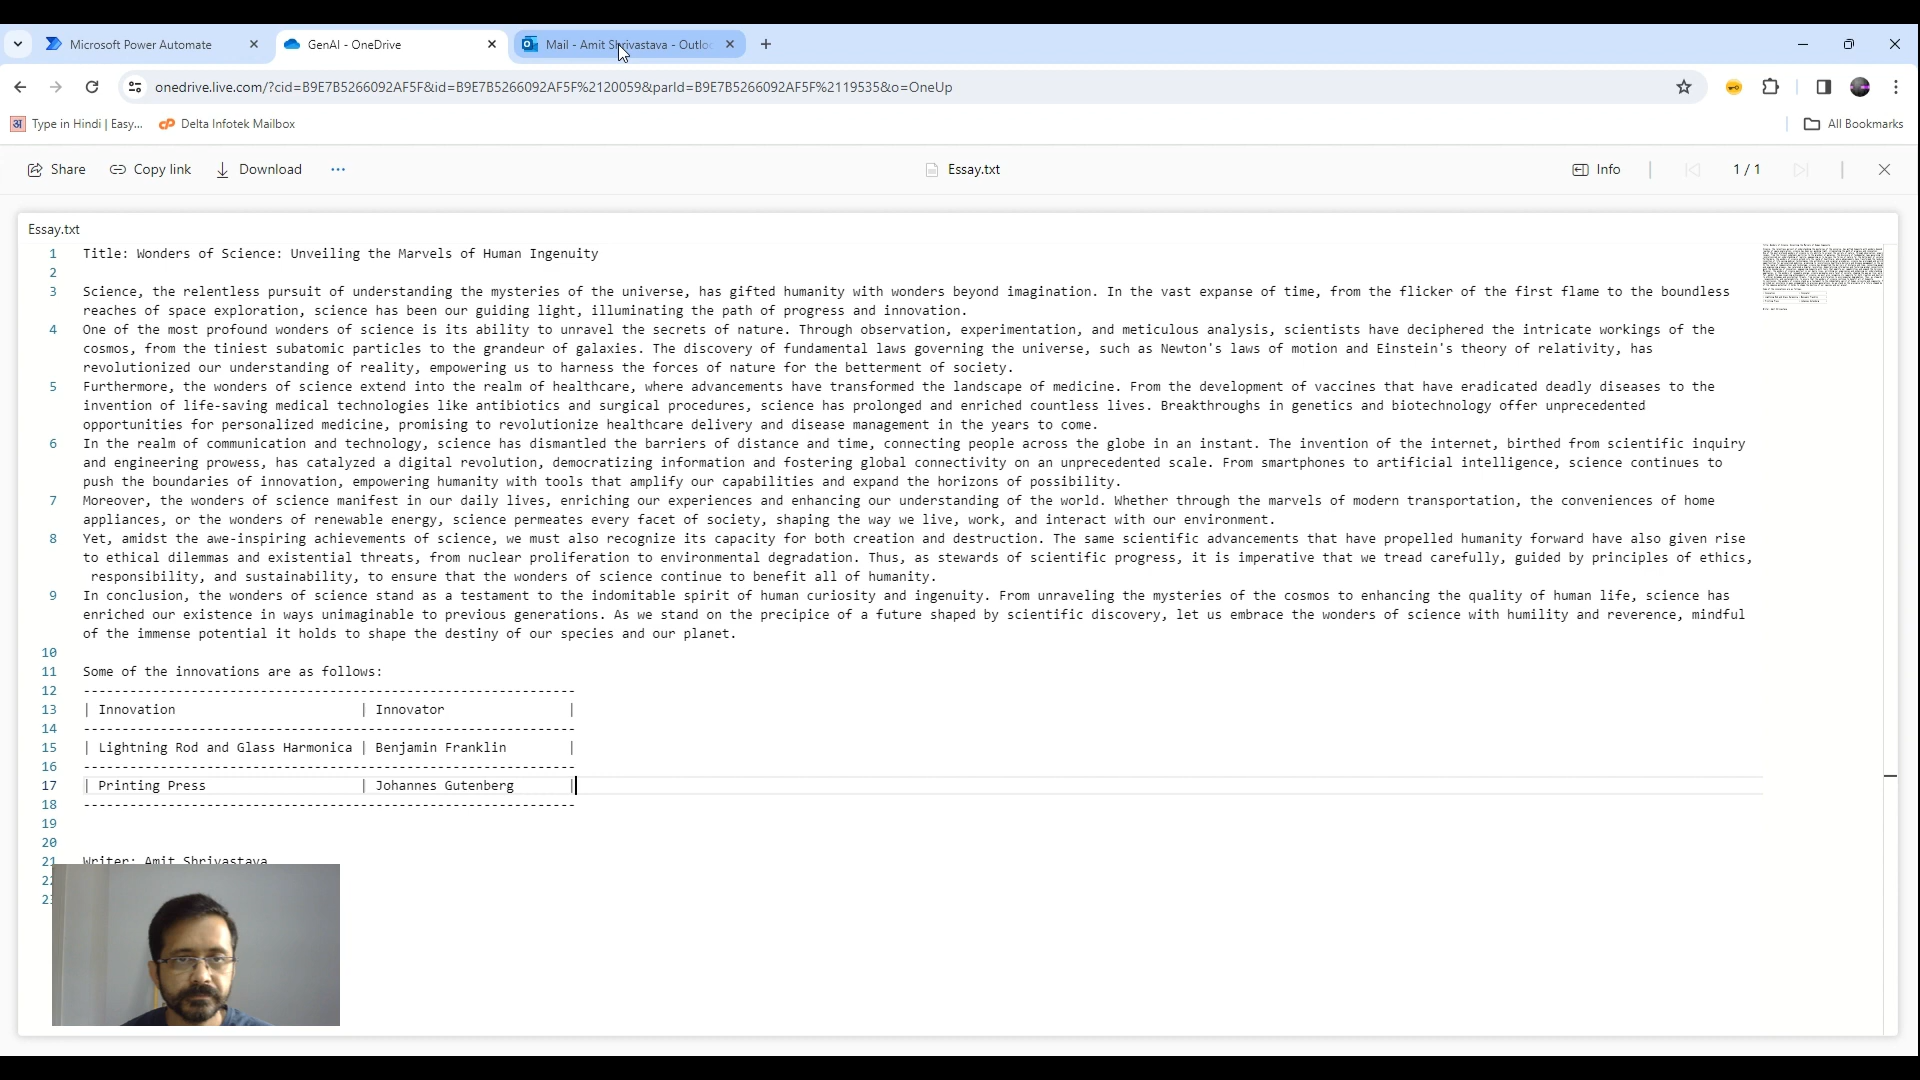 Microsoft Power Automate
GenAI - OneDrive
Mail - Amit Shrivastava - Outlo
onedrive.live.com/?cid=B9E7B5266092AF5F&id=B9E7B5266092AF5F%2120059&parId=B9E7B5266092AF5F%2119535&o=OneUp
अ Type in Hindi | Easy...
Delta Infotek Mailbox
All Bookmarks
Share
Copy link
Download
Essay.txt
Info
1 / 1
Essay.txt
1 Title: Wonders of Science: Unveiling the Marvels of Human Ingenuity
2
3 Science, the relentless pursuit of understanding the mysteries of the universe, has gifted humanity with wonders beyond imagination. In the vast expanse of time, from the flicker of the first flame to the boundless
reaches of space exploration, science has been our guiding light, illuminating the path of progress and innovation.
4 One of the most profound wonders of science is its ability to unravel the secrets of nature. Through observation, experimentation, and meticulous analysis, scientists have deciphered the intricate workings of the
cosmos, from the tiniest subatomic particles to the grandeur of galaxies. The discovery of fundamental laws governing the universe, such as Newton's laws of motion and Einstein's theory of relativity, has
revolutionized our understanding of reality, empowering us to harness the forces of nature for the betterment of society.
5 Furthermore, the wonders of science extend into the realm of healthcare, where advancements have transformed the landscape of medicine. From the development of vaccines that have eradicated deadly diseases to the
invention of life-saving medical technologies like antibiotics and surgical procedures, science has prolonged and enriched countless lives. Breakthroughs in genetics and biotechnology offer unprecedented
opportunities for personalized medicine, promising to revolutionize healthcare delivery and disease management in the years to come.
6 In the realm of communication and technology, science has dismantled the barriers of distance and time, connecting people across the globe in an instant. The invention of the internet, birthed from scientific inquiry
and engineering prowess, has catalyzed a digital revolution, democratizing information and fostering global connectivity on an unprecedented scale. From smartphones to artificial intelligence, science continues to
push the boundaries of innovation, empowering humanity with tools that amplify our capabilities and expand the horizons of possibility.
7 Moreover, the wonders of science manifest in our daily lives, enriching our experiences and enhancing our understanding of the world. Whether through the marvels of modern transportation, the conveniences of home
appliances, or the wonders of renewable energy, science permeates every facet of society, shaping the way we live, work, and interact with our environment.
8 Yet, amidst the awe-inspiring achievements of science, we must also recognize its capacity for both creation and destruction. The same scientific advancements that have propelled humanity forward have also given rise
to ethical dilemmas and existential threats, from nuclear proliferation to environmental degradation. Thus, as stewards of scientific progress, it is imperative that we tread carefully, guided by principles of ethics,
responsibility, and sustainability, to ensure that the wonders of science continue to benefit all of humanity.
9 In conclusion, the wonders of science stand as a testament to the indomitable spirit of human curiosity and ingenuity. From unraveling the mysteries of the cosmos to enhancing the quality of human life, science has
enriched our existence in ways unimaginable to previous generations. As we stand on the precipice of a future shaped by scientific discovery, let us embrace the wonders of science with humility and reverence, mindful
of the immense potential it holds to shape the destiny of our species and our planet.
10
11 Some of the innovations are as follows:
12 ----------------------------------------------------------------
13 | Innovation | Innovator |
14 ----------------------------------------------------------------
15 | Lightning Rod and Glass Harmonica | Benjamin Franklin |
16 ----------------------------------------------------------------
17 | Printing Press | Johannes Gutenberg |
18 ----------------------------------------------------------------
19
20
21 Writer: Amit Shrivastava